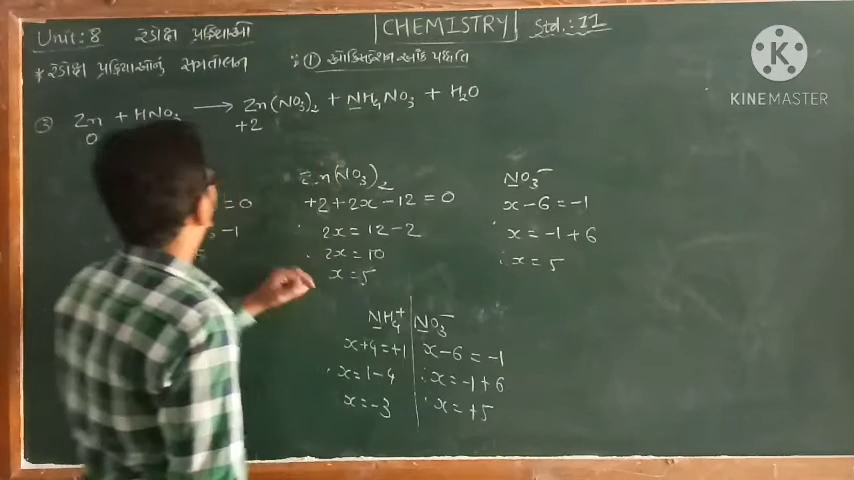 Unit: 8 રેડોક્ષ પ્રક્રિયાઓ
CHEMISTRY
Std.: 11
* રેડોક્ષ પ્રક્રિયાઓનું સમતોલન
: ① ઓક્સિડેશન આંક પધ્ધતિ
③ Zn + HNO₃ ⟶ Zn(NO₃)₂ + NH₄NO₃ + H₂O
0 +2
= 0
-1
Zn(NO₃)₂
+2 + 2x - 12 = 0
2x = 12 - 2
2x = 10
x = 5
NO₃⁻
x - 6 = -1
x = -1 + 6
∴ x = 5
NH₄⁺
x + 4 = +1
x = 1 - 4
x = -3
NO₃⁻
x - 6 = -1
∴ x = -1 + 6
x = +5
K
KINEMASTER